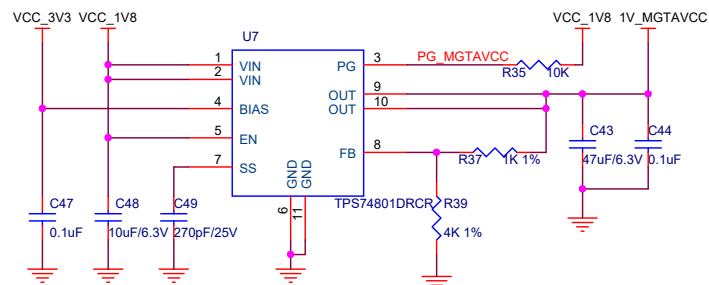 VCC_3V3 VCC_1V8 VCC_1V8 1V_MGTAVCC
U7
1 VIN PG 3 PG_MGTAVCC
2 VIN R35 10K
OUT 9
4 BIAS OUT 10
5 EN C43 C44
7 SS FB 8 R37 1K 1% 47uF/6.3V 0.1uF
GND GND
C47 C48 C49 6 11 TPS74801DRCR R39
0.1uF 10uF/6.3V 270pF/25V 4K 1%